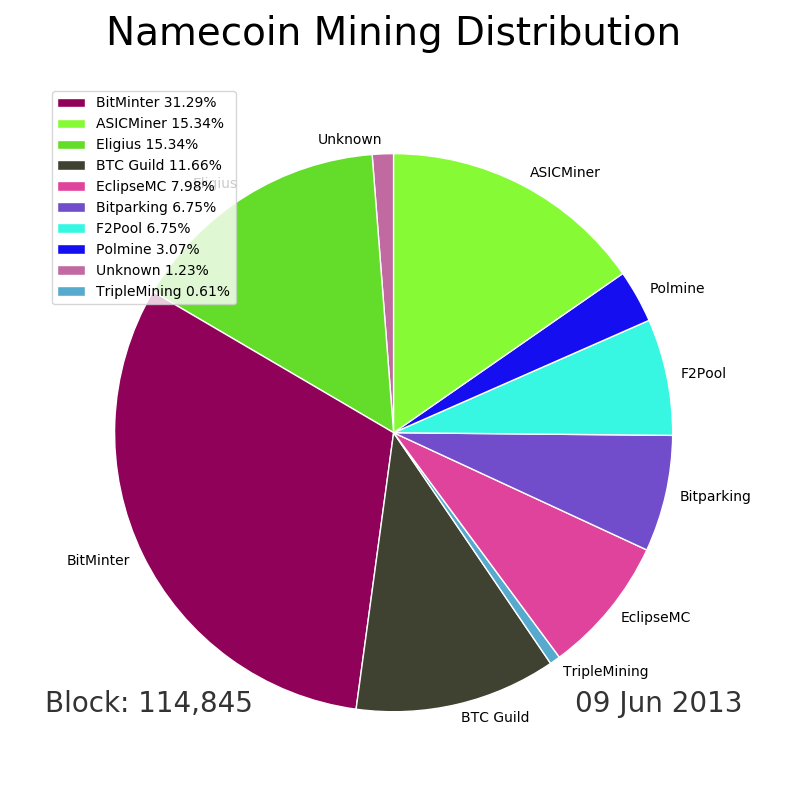 Namecoin Mining Distribution
BitMinter 31.29%
ASICMiner 15.34%
Eligius 15.34%
BTC Guild 11.66%
EclipseMC 7.98%
Bitparking 6.75%
F2Pool 6.75%
Polmine 3.07%
Unknown 1.23%
TripleMining 0.61%
Unknown
ASICMiner
Eligius
Polmine
F2Pool
Bitparking
BitMinter
EclipseMC
TripleMining
BTC Guild
Block: 114,845
09 Jun 2013